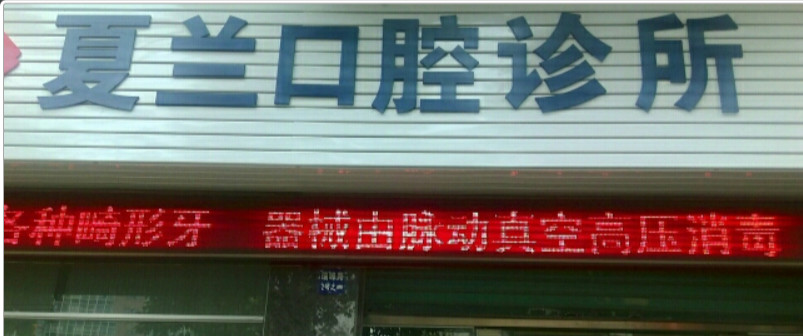 夏兰口腔诊所
各种畸形牙 器械由脉动真空高压消毒